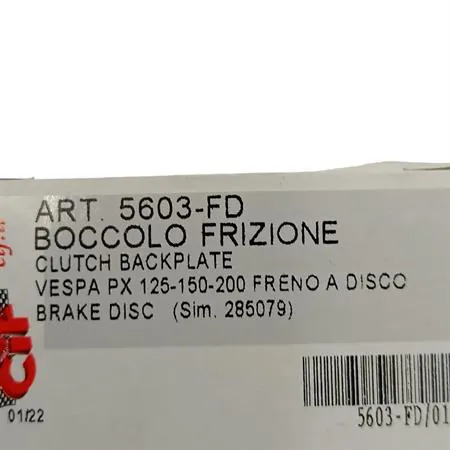 ART. 5603-FD
BOCCOLO FRIZIONE
CLUTCH BACKPLATE
VESPA PX 125-150-200 FRENO A DISCO
BRAKE DISC (Sim. 285079)
cif
01/22
5603-FD/01